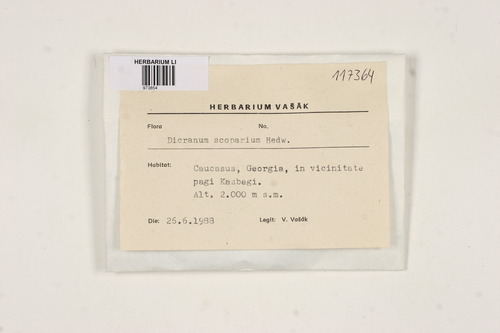 HERBARIUM LI
973854
117364
HERBARIUM VAŠÁK
Flora No.
Dicranum scoparium Hedw.
Habitat: Caucasus, Georgia, in vicinitate
pagi Kazbegi.
Alt. 2.000 m s.m.
Die: 26.6.1988 Legit: V. Vašák